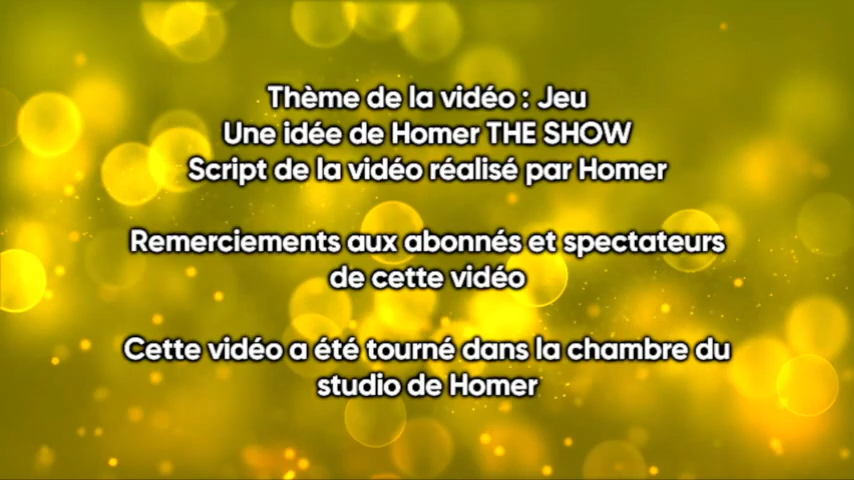 Thème de la vidéo : Jeu
Une idée de Homer THE SHOW
Script de la vidéo réalisé par Homer
Remerciements aux abonnés et spectateurs
de cette vidéo
Cette vidéo a été tourné dans la chambre du
studio de Homer